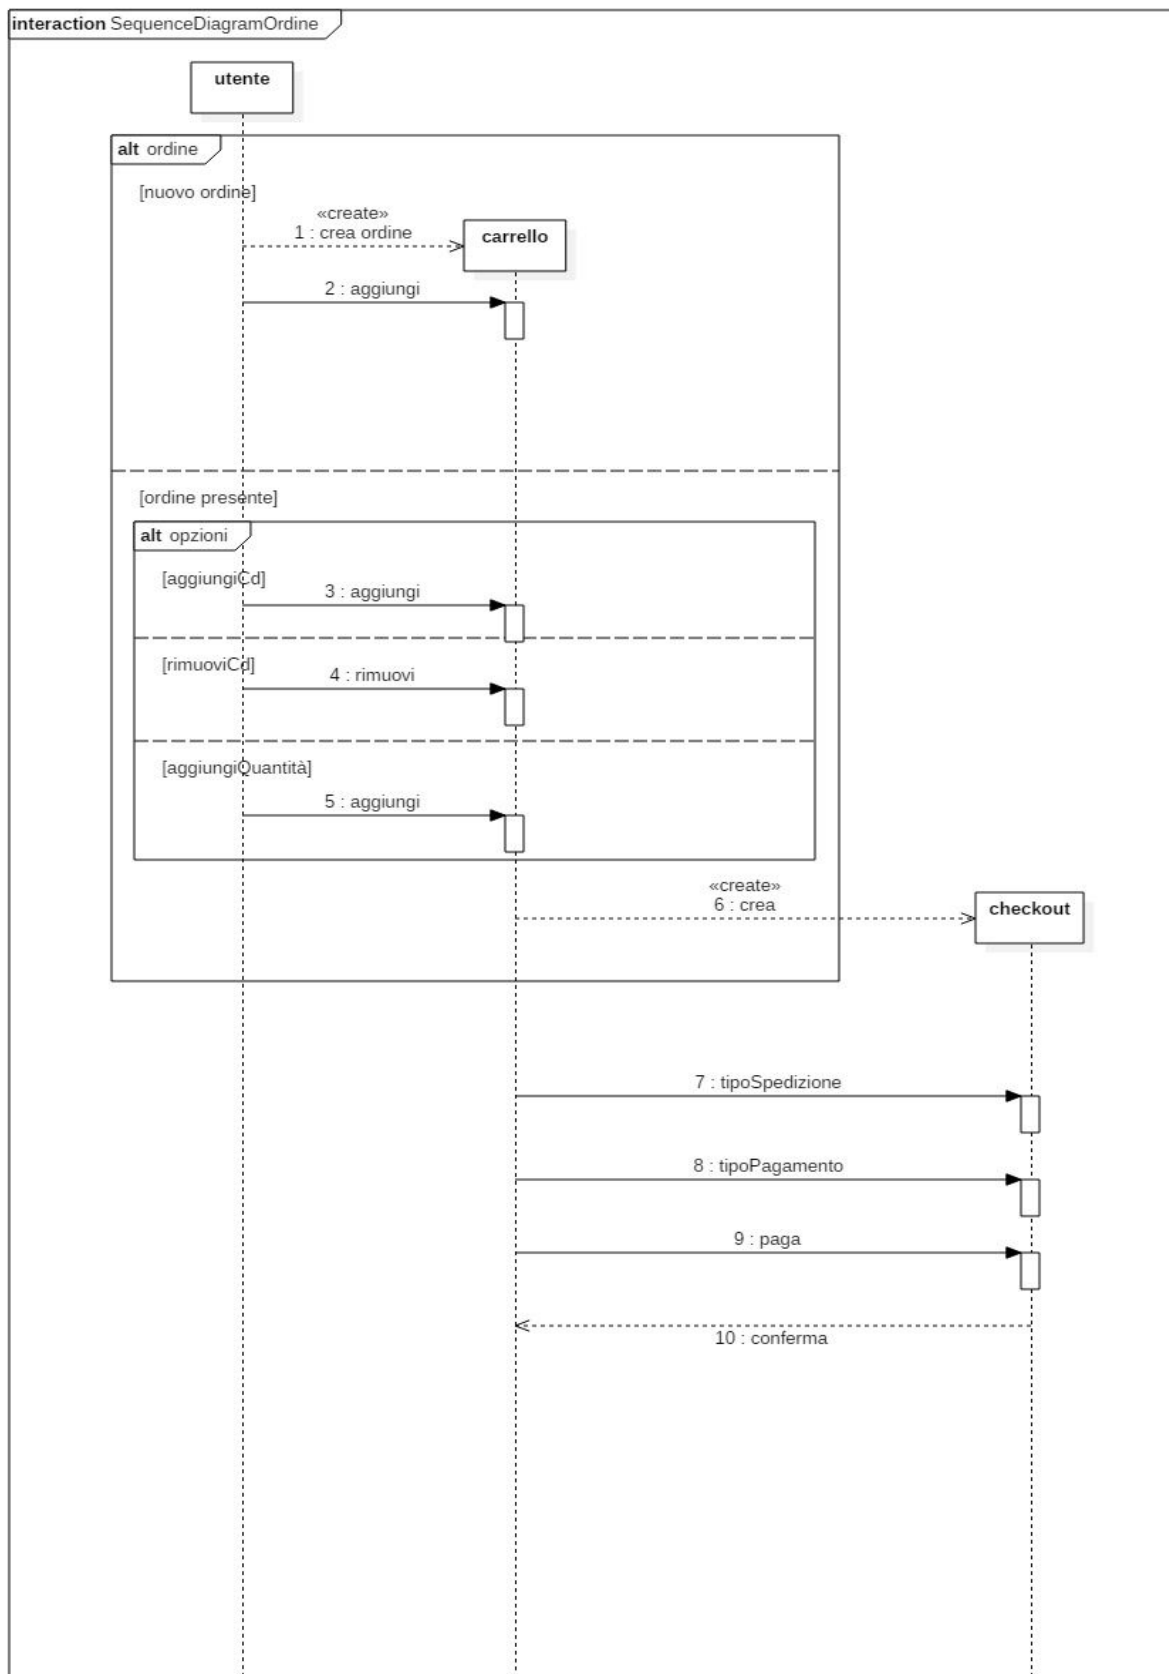 interaction SequenceDiagramOrdine
utente
alt ordine
[nuovo ordine]
«create»
1 : crea ordine
carrello
2 : aggiungi
[ordine presente]
alt opzioni
[aggiungiCd]
3 : aggiungi
[rimuoviCd]
4 : rimuovi
[aggiungiQuantità]
5 : aggiungi
«create»
6 : crea
checkout
7 : tipoSpedizione
8 : tipoPagamento
9 : paga
10 : conferma